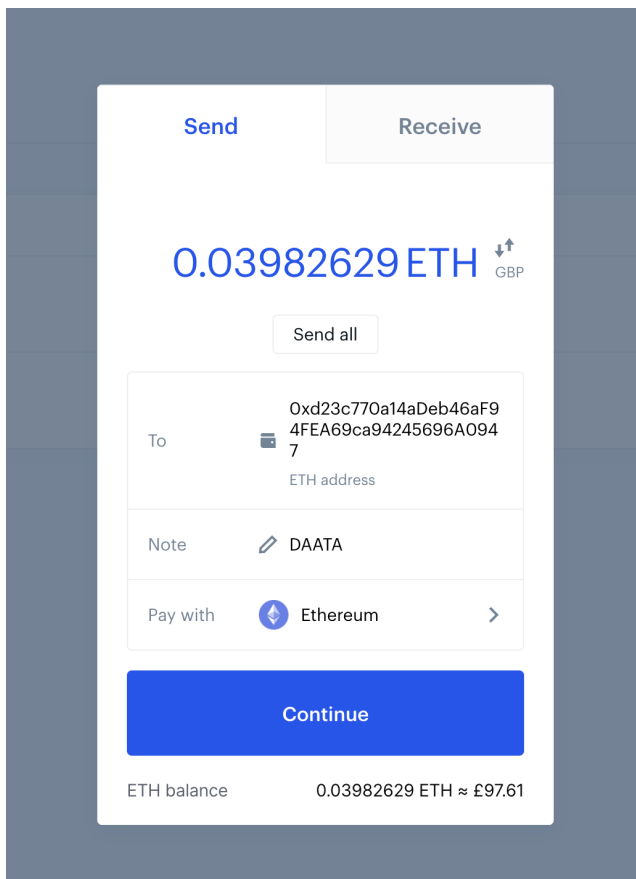 Send
Receive
0.03982629 ETH
GBP
Send all
To
0xd23c770a14aDeb46aF9
4FEA69ca94245696A094
7
ETH address
Note
DAATA
Pay with
Ethereum
Continue
ETH balance
0.03982629 ETH ≈ £97.61